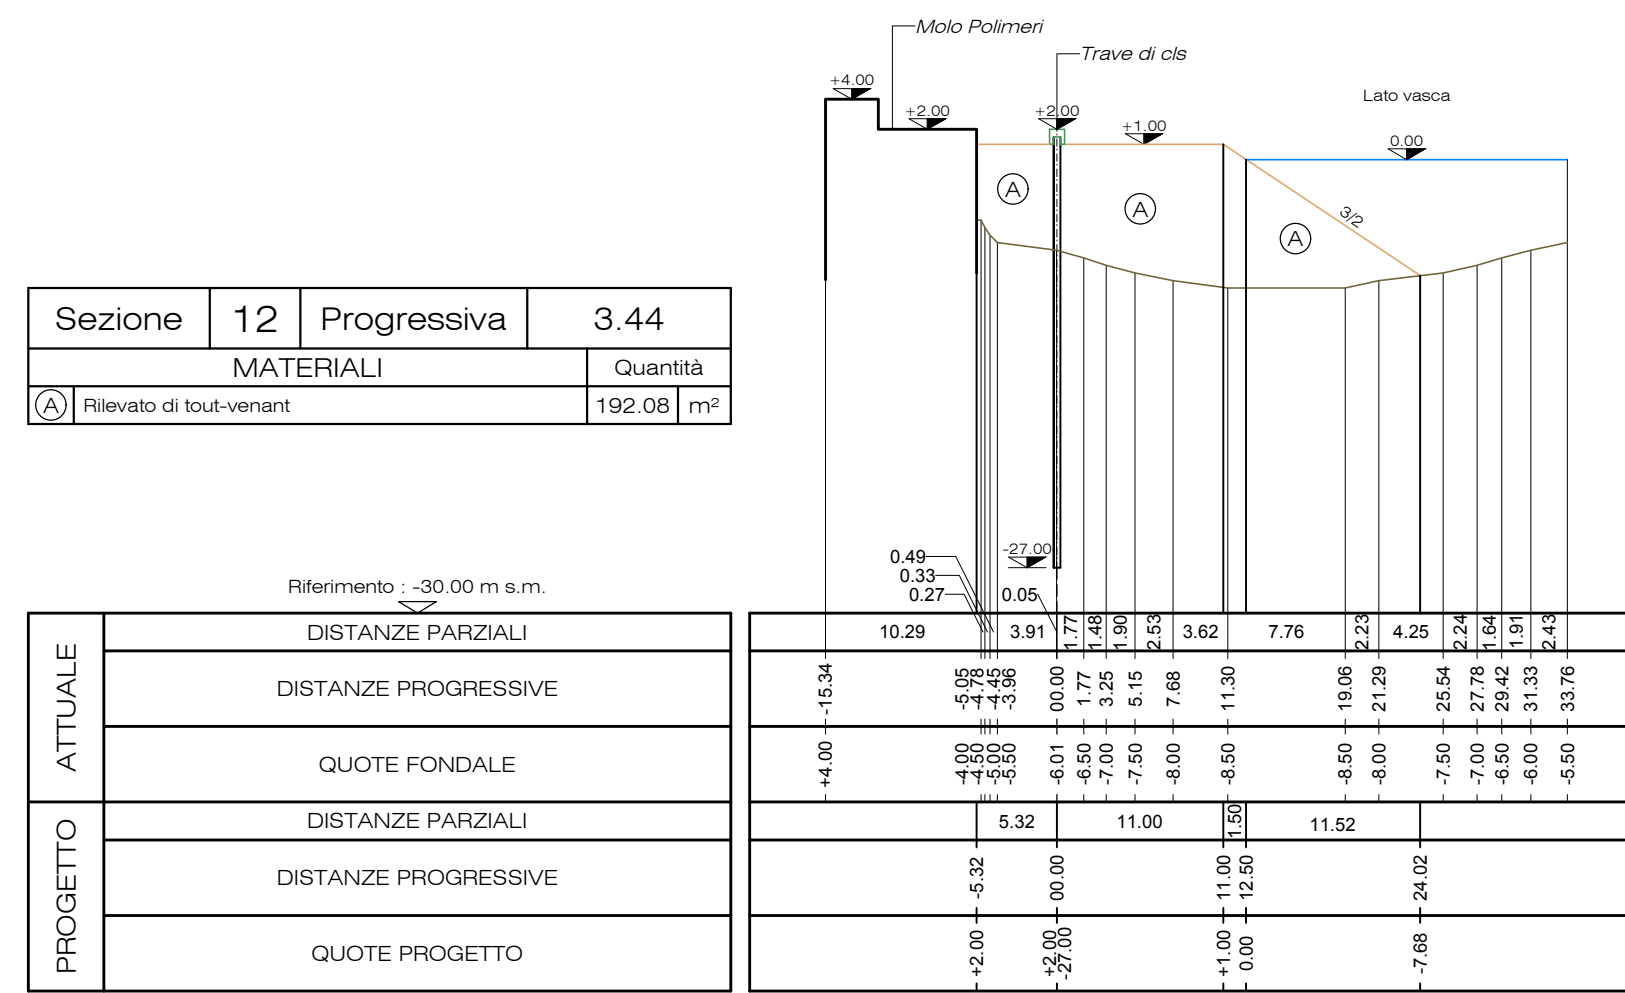 Molo Polimeri
Trave di cls
+4.00
+2.00
+2.00
+1.00
Lato vasca
0.00
A
A
A
3/2
Sezione 12 Progressiva 3.44
MATERIALI Quantità
A Rilevato di tout-venant 192.08 m²
-27.00
0.49
0.33
0.27
0.05
Riferimento : -30.00 m s.m.
ATTUALE
DISTANZE PARZIALI 10.29 3.91 1.77 1.48 1.90 2.53 3.62 7.76 2.23 4.25 2.24 1.64 1.91 2.43
DISTANZE PROGRESSIVE -15.34 -5.05 -4.78 -4.45 -3.96 00.00 1.77 3.25 5.15 7.68 11.30 19.06 21.29 25.54 27.78 29.42 31.33 33.76
QUOTE FONDALE +4.00 -4.00 -4.50 -5.00 -5.50 -6.01 -6.50 -7.00 -7.50 -8.00 -8.50 -8.50 -8.00 -7.50 -7.00 -6.50 -6.00 -5.50
PROGETTO
DISTANZE PARZIALI 5.32 11.00 1.50 11.52
DISTANZE PROGRESSIVE -5.32 00.00 11.00 12.50 24.02
QUOTE PROGETTO +2.00 +2.00 -27.00 +1.00 0.00 -7.68